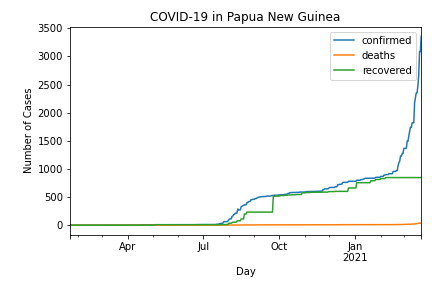 COVID-19 in Papua New Guinea
3500
3000
2500
2000
1500
1000
500
0
Number of Cases
confirmed
deaths
recovered
Apr
Jul
Oct
Jan
2021
Day